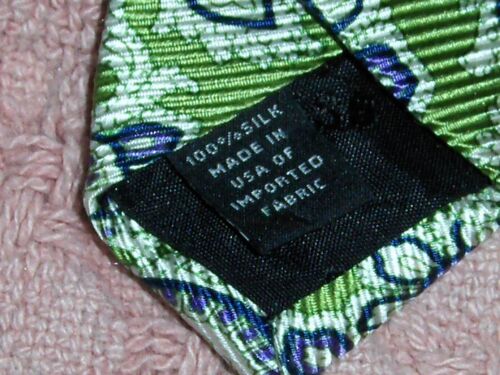 100% SILK
MADE IN
USA OF
IMPORTED
FABRIC